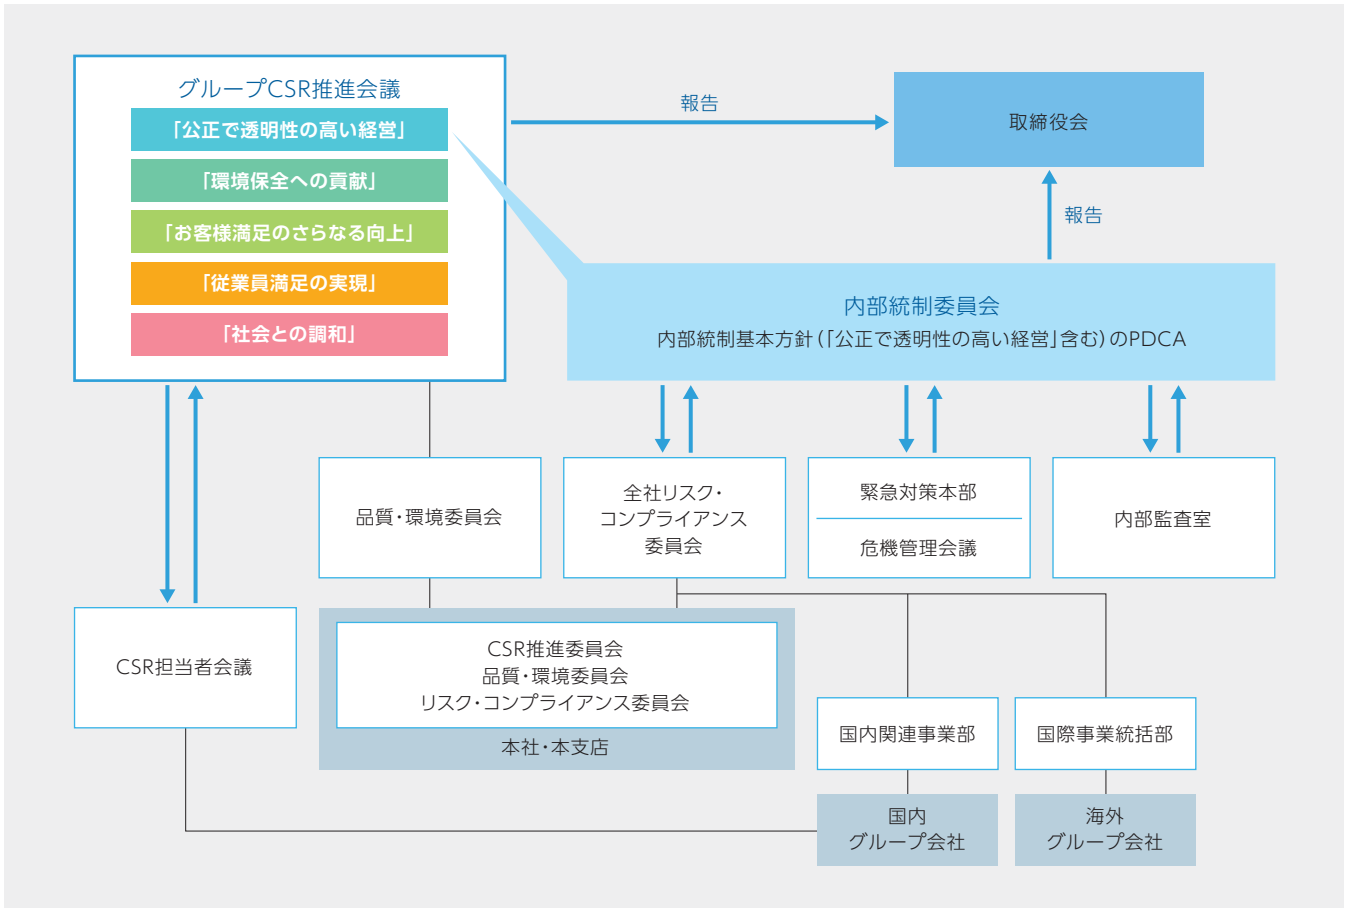 グループCSR推進会議
「公正で透明性の高い経営」
「環境保全への貢献」
「お客様満足のさらなる向上」
「従業員満足の実現」
「社会との調和」
報告
取締役会
報告
内部統制委員会
内部統制基本方針(「公正で透明性の高い経営」含む)のPDCA
品質・環境委員会
全社リスク・
コンプライアンス
委員会
緊急対策本部
危機管理会議
内部監査室
CSR担当者会議
CSR推進委員会
品質・環境委員会
リスク・コンプライアンス委員会
本社・本支店
国内関連事業部
国際事業統括部
国内
グループ会社
海外
グループ会社